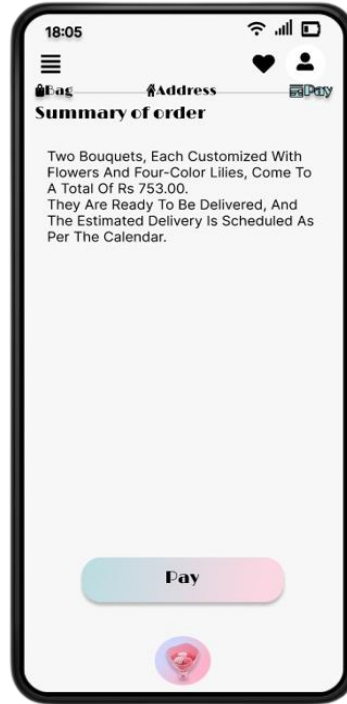 18:05
Bag Address Pay
Summary of order
Two Bouquets, Each Customized With
Flowers And Four-Color Lilies, Come To
A Total Of Rs 753.00.
They Are Ready To Be Delivered, And
The Estimated Delivery Is Scheduled As
Per The Calendar.
Pay